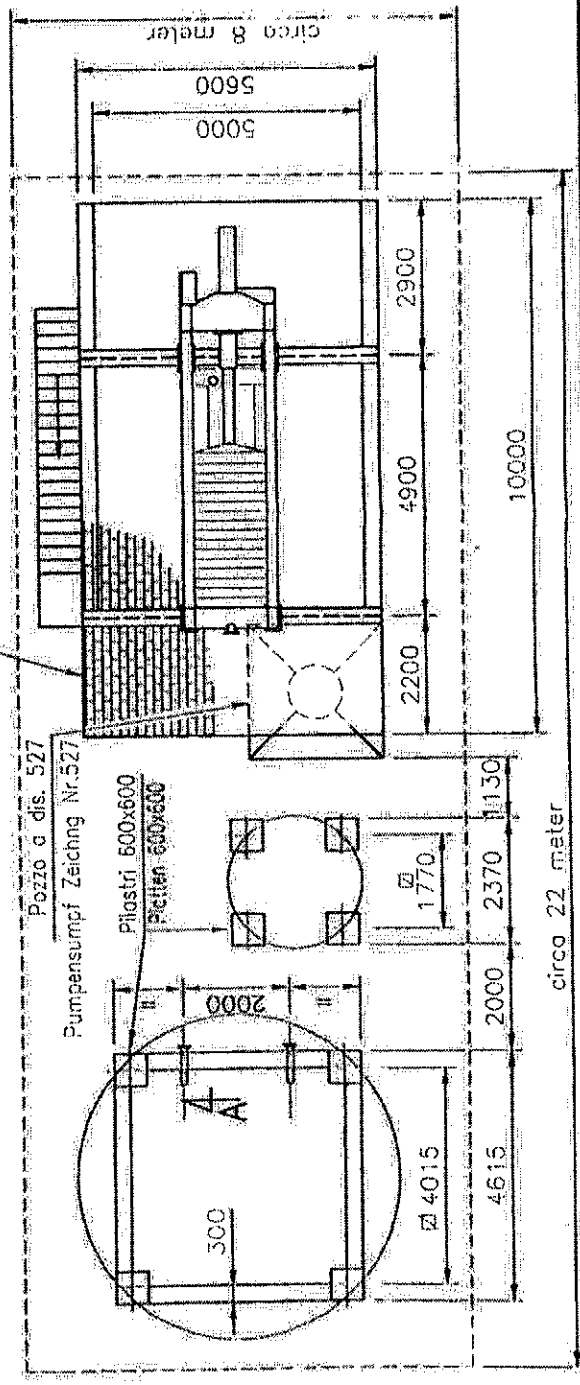 Pozzo a dis. 527
Pumpensumpf Zeichng Nr.527
Pilastri 600x600
Pletten 600x600
circa 8 meter
5600
5000
2900
4900
2200
10000
1130
2370
2000
4615
⌀ 1770
⌀ 4015
300
=
2000
=
A
circa 22 meter